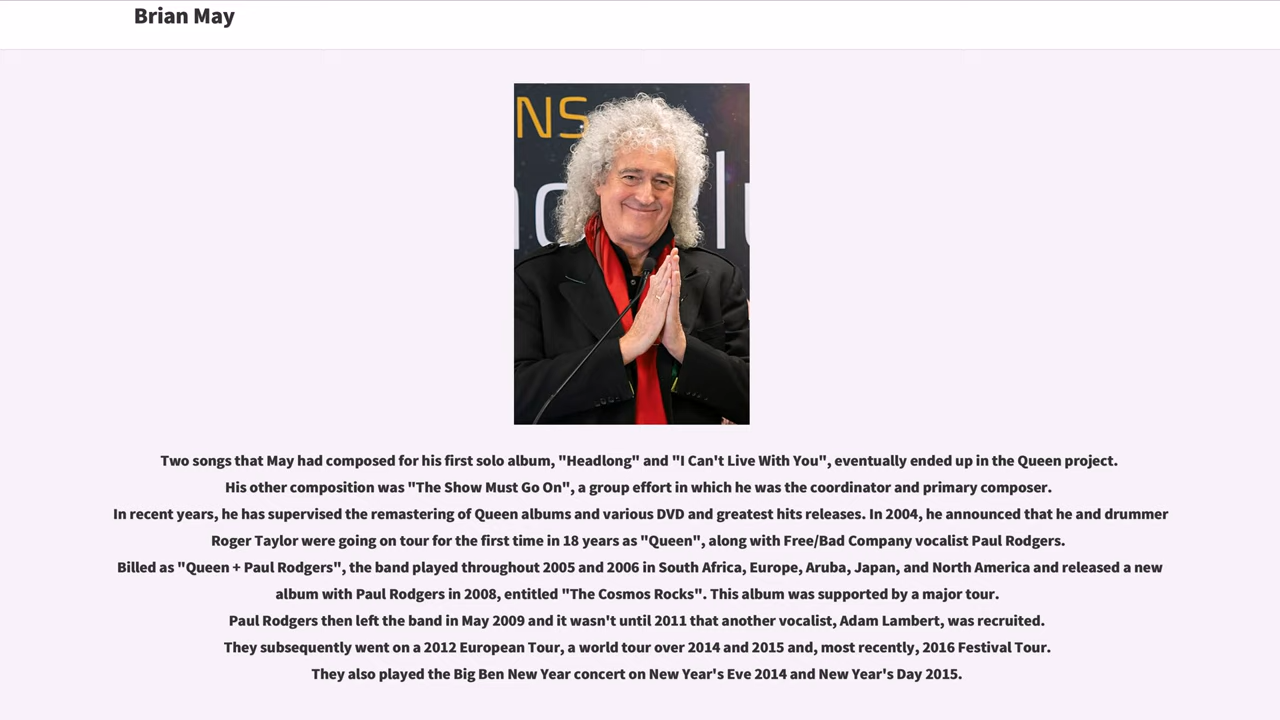 Brian May
NS
Two songs that May had composed for his first solo album, "Headlong" and "I Can't Live With You", eventually ended up in the Queen project.
His other composition was "The Show Must Go On", a group effort in which he was the coordinator and primary composer.
In recent years, he has supervised the remastering of Queen albums and various DVD and greatest hits releases. In 2004, he announced that he and drummer
Roger Taylor were going on tour for the first time in 18 years as "Queen", along with Free/Bad Company vocalist Paul Rodgers.
Billed as "Queen + Paul Rodgers", the band played throughout 2005 and 2006 in South Africa, Europe, Aruba, Japan, and North America and released a new
album with Paul Rodgers in 2008, entitled "The Cosmos Rocks". This album was supported by a major tour.
Paul Rodgers then left the band in May 2009 and it wasn't until 2011 that another vocalist, Adam Lambert, was recruited.
They subsequently went on a 2012 European Tour, a world tour over 2014 and 2015 and, most recently, 2016 Festival Tour.
They also played the Big Ben New Year concert on New Year's Eve 2014 and New Year's Day 2015.